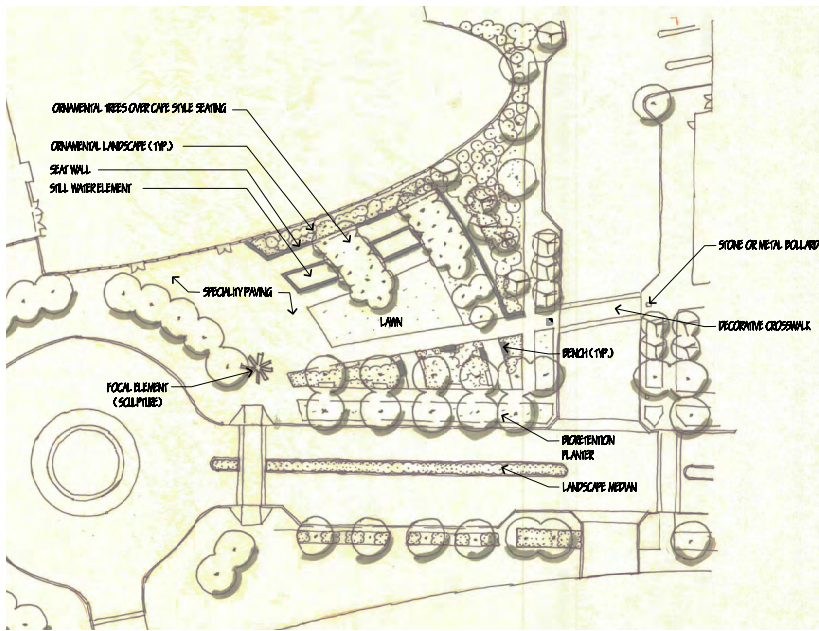 ORNAMENTAL TREES OVER CAFE STYLE SEATING
ORNAMENTAL LANDSCAPE (TYP.)
SEAT WALL
STILL WATER ELEMENT
SPECIALITY PAVING
LAWN
FOCAL ELEMENT
(SCULPTURE)
STONE OR METAL BOLLARD
DECORATIVE CROSSWALK
BENCH (TYP.)
BIORETENTION
PLANTER
LANDSCAPE MEDIAN